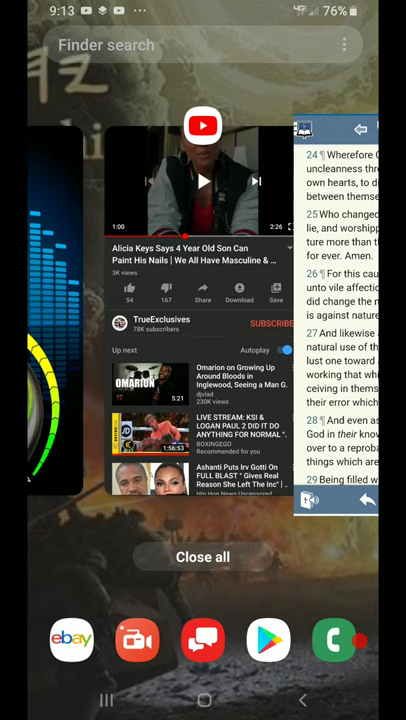 9:13
4G
76%
Finder search
1:00
2:26
Alicia Keys Says 4 Year Old Son Can
Paint His Nails | We All Have Masculine & ...
3K views
54
167
Share
Download
Save
TrueExclusives
78K subscribers
SUBSCRIBE
Up next
Autoplay
OMARION
5:21
Omarion on Growing Up
Around Bloods in
Inglewood, Seeing a Man G.
djvlad
230K views
1:56:53
LIVE STREAM: KSI &
LOGAN PAUL 2 DID IT DO
ANYTHING FOR NORMAL "..
BOXINGEGO
Recommended for you
Ashanti Puts Irv Gotti On
FULL BLAST " Gives Real
Reason She Left The Inc" | ..
Hip Hop News Uncensored
24 ¶ Wherefore G
uncleanness thr
own hearts, to d
between themse
25 Who changed
lie, and worshipp
ture more than t
for ever. Amen.
26 ¶ For this cau
unto vile affectio
did change the n
is against nature
27 And likewise
natural use of th
lust one toward
working that whi
ceiving in thems
their error which
28 ¶ And even as
God in their know
over to a reproba
things which are
29 Being filled w
Close all
ebay